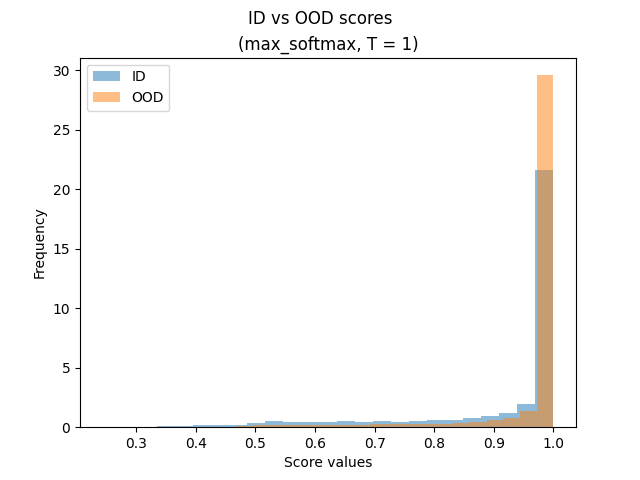 ID vs OOD scores
(max_softmax, T = 1)
ID
OOD
30
25
20
15
10
5
0
Frequency
0.3 0.4 0.5 0.6 0.7 0.8 0.9 1.0
Score values